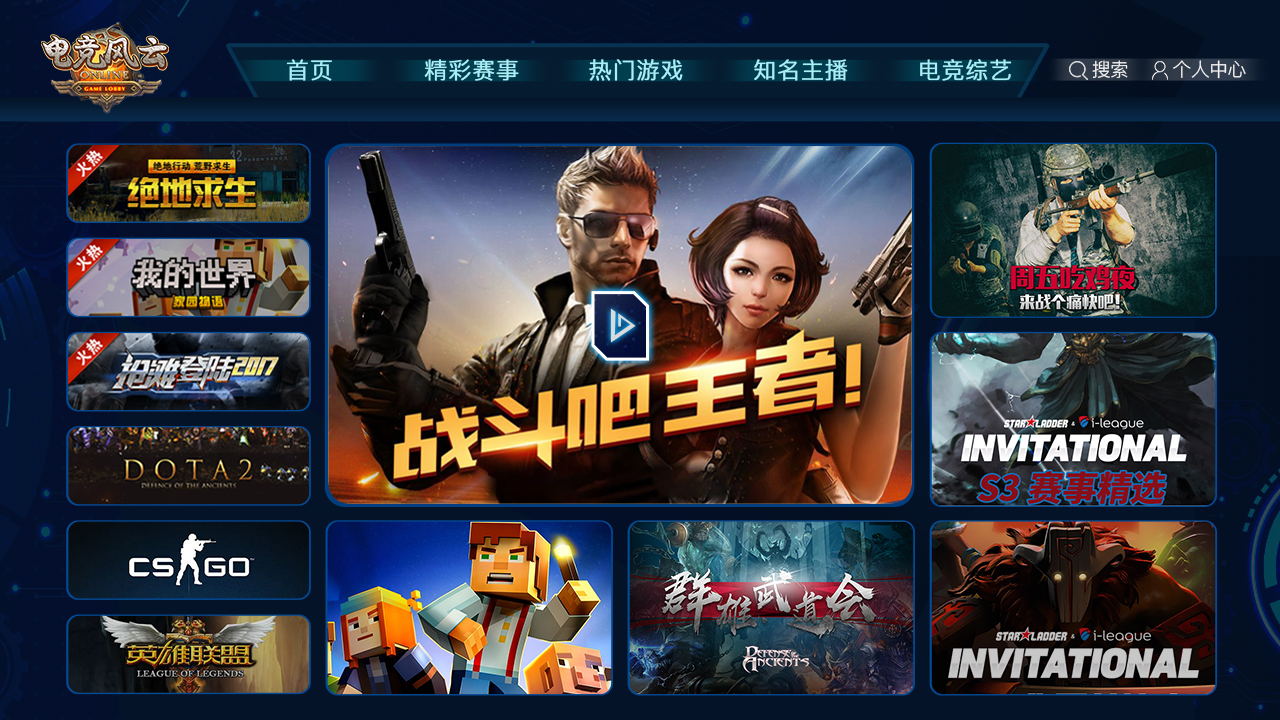 电竞风云
ONLINE
GAME LOBBY
首页
精彩赛事
热门游戏
知名主播
电竞综艺
搜索
个人中心
火热
绝地行动 荒野求生
绝地求生
火热
我的世界
家园物语
火热
抢滩登陆2017
DOTA2
DEFENCE OF THE ANCIENTS
CS GO
英雄联盟
LEAGUE OF LEGENDS
战斗吧王者!
周五吃鸡夜
来战个痛快吧!
STAR LADDER & i-league
INVITATIONAL
S3 赛事精选
群雄武道会
DEFENSE OF THE ANCIENTS
STAR LADDER & i-league
INVITATIONAL